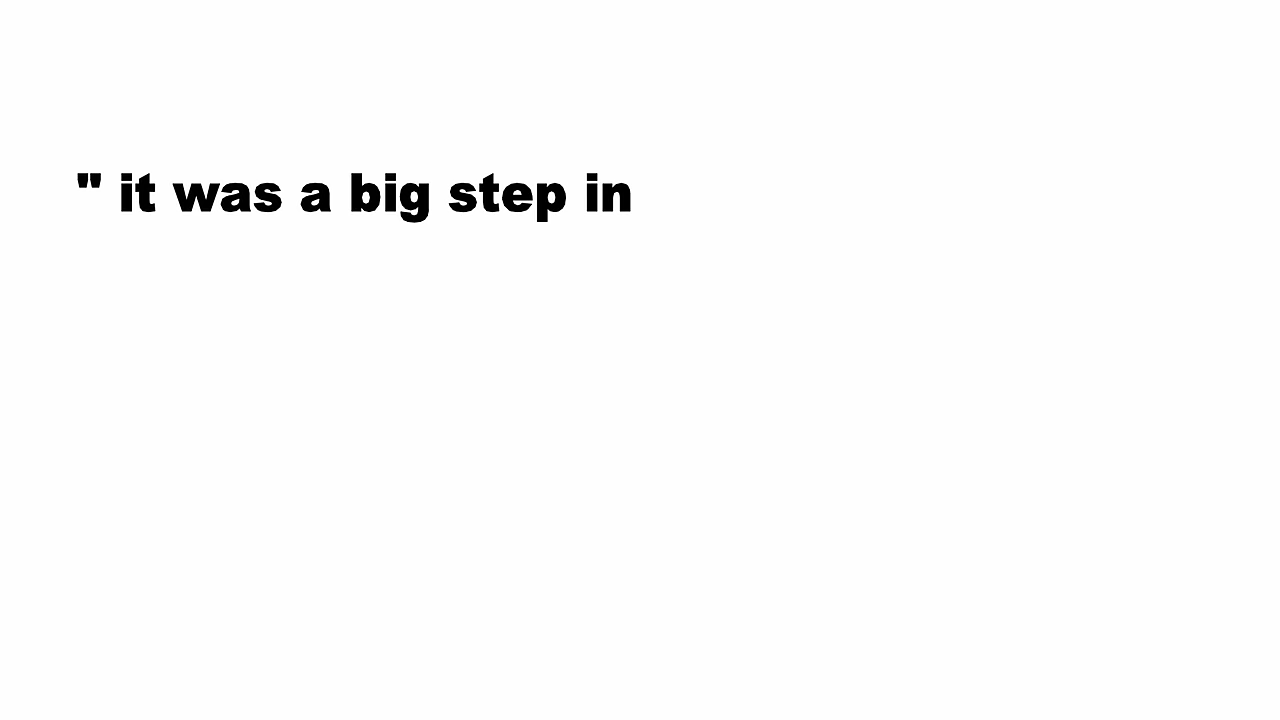 " it was a big step in